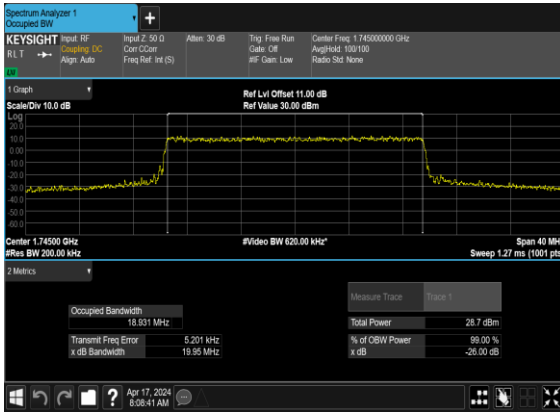 Spectrum Analyzer 1
Occupied BW
KEYSIGHT
RLT
Input: RF
Coupling: DC
Align: Auto
Input Z: 50 Ω
Corr CCorr
Freq Ref: Int (S)
Atten: 30 dB
Trig: Free Run
Gate: Off
#IF Gain: Low
Center Freq: 1.745000000 GHz
Avg|Hold: 100/100
Radio Std: None
1 Graph
Scale/Div 10.0 dB
Ref Lvl Offset 11.00 dB
Ref Value 30.00 dBm
Log
20.0
10.0
0.00
-10.0
-20.0
-30.0
-40.0
-50.0
-60.0
Center 1.74500 GHz
#Res BW 200.00 kHz
#Video BW 620.00 kHz*
Span 40 MH
Sweep 1.27 ms (1001 pts
2 Metrics
Measure Trace
Trace 1
Occupied Bandwidth
18.931 MHz
Total Power
28.7 dBm
Transmit Freq Error
5.201 kHz
% of OBW Power
99.00 %
x dB Bandwidth
19.95 MHz
x dB
-26.00 dB
?
Apr 17, 2024
8:08:41 AM